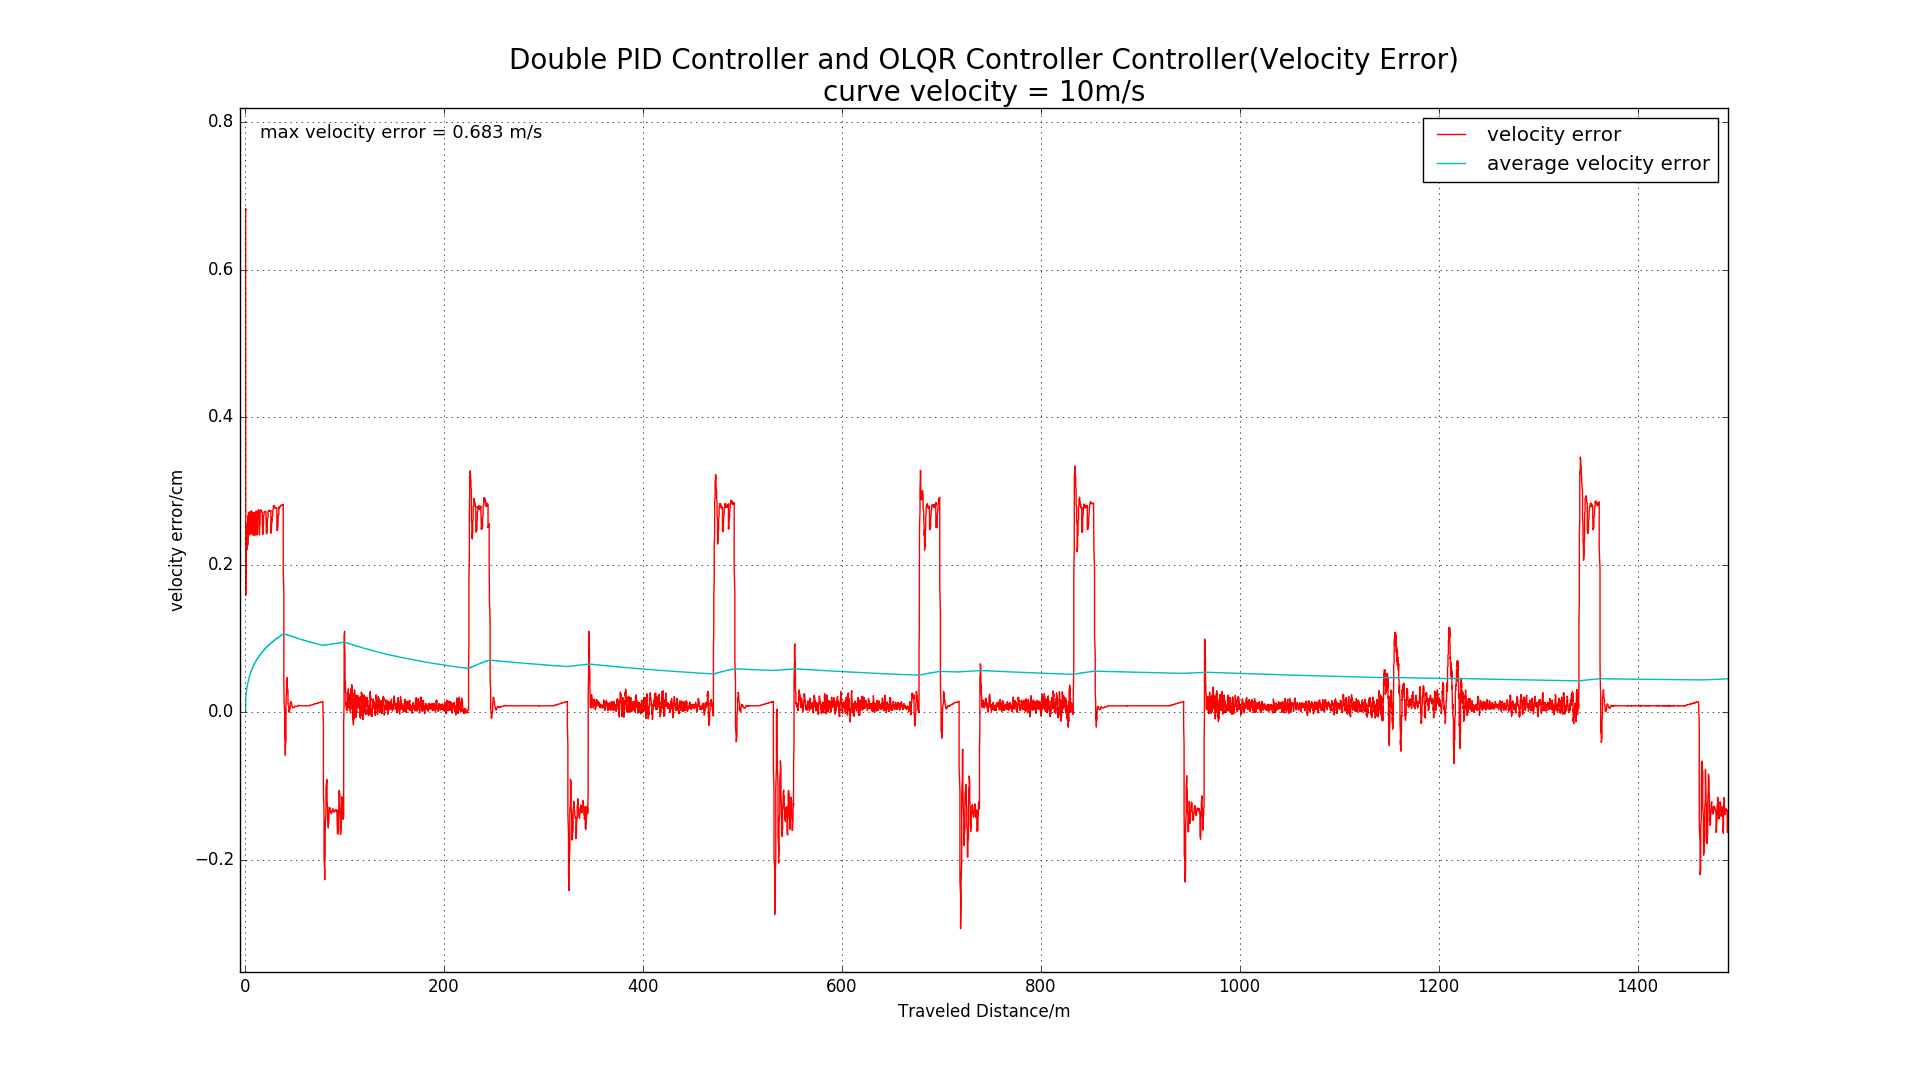 Double PID Controller and OLQR Controller Controller(Velocity Error)
curve velocity = 10m/s
max velocity error = 0.683 m/s
velocity error
average velocity error
0.8
0.6
0.4
0.2
0.0
−0.2
velocity error/cm
0 200 400 600 800 1000 1200 1400
Traveled Distance/m